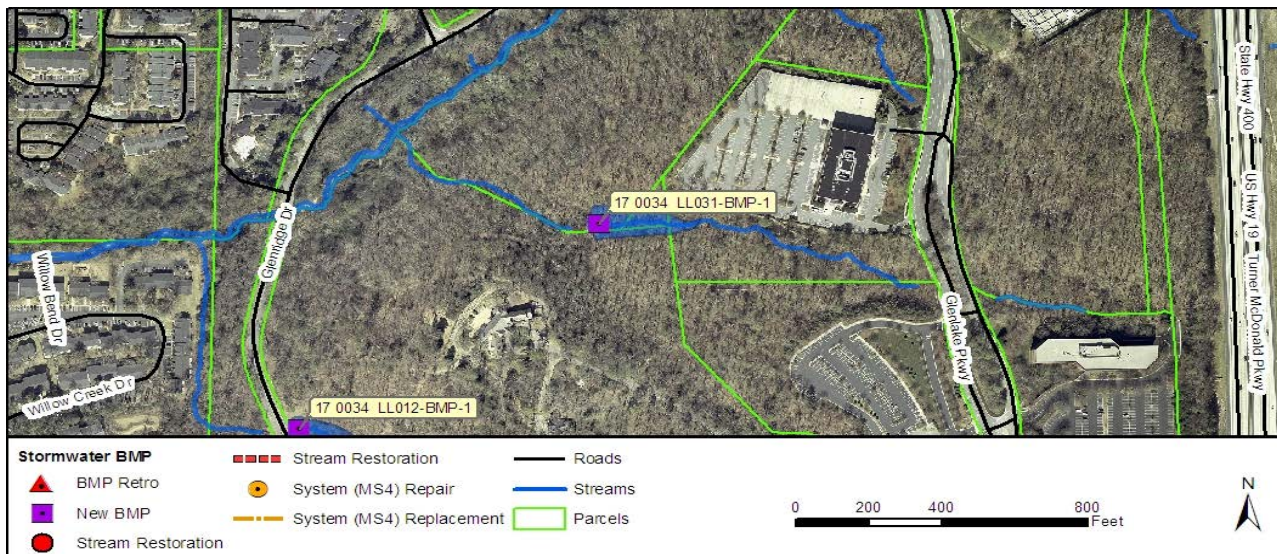 State Hwy 400
US Hwy 19
Turner McDonald Pkwy
17 0034 LL031-BMP-1
Glenridge Dr
Willow Bend Dr
Glenlake Pkwy
Willow Creek Dr
17 0034 LL012-BMP-1
Stormwater BMP
BMP Retro
New BMP
Stream Restoration
Stream Restoration
System (MS4) Repair
System (MS4) Replacement
Roads
Streams
Parcels
0 200 400 800
Feet
N